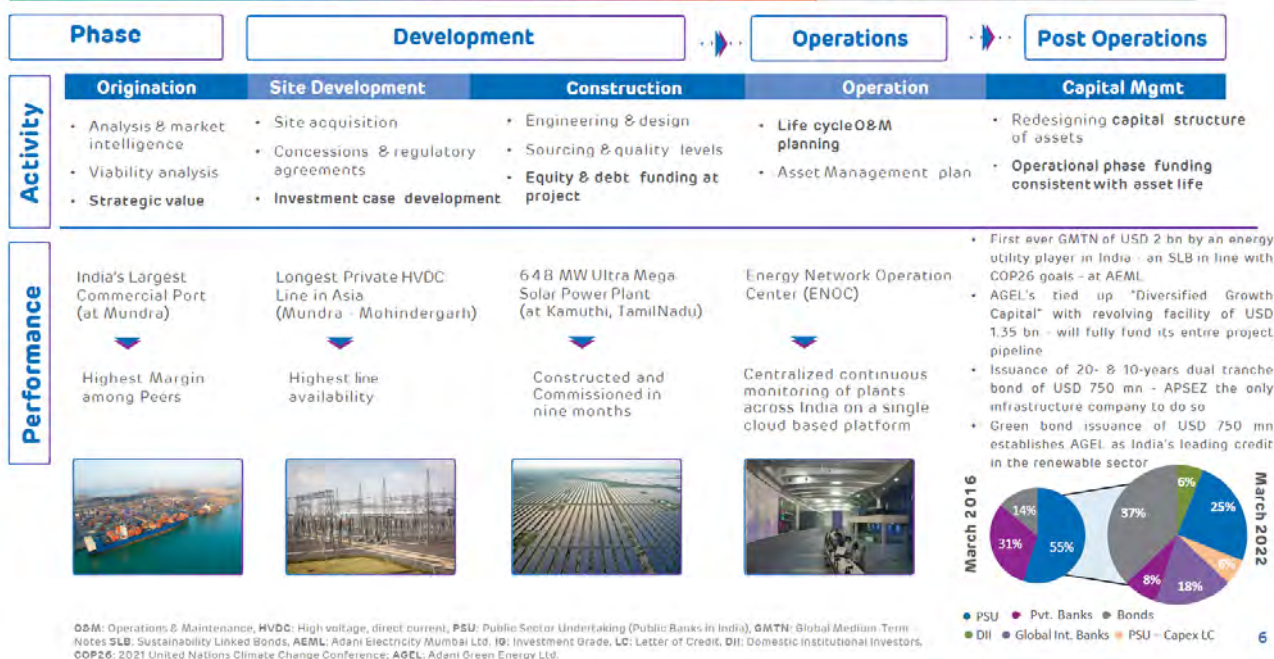 Phase
Development
Operations
Post Operations
Activity
Origination
Site Development
Construction
Operation
Capital Mgmt
• Analysis & market
intelligence
• Viability analysis
• Strategic value
• Site acquisition
• Concessions & regulatory
agreements
• Investment case development
• Engineering & design
• Sourcing & quality levels
• Equity & debt funding at
project
• Life cycle O&M
planning
• Asset Management plan
• Redesigning capital structure
of assets
• Operational phase funding
consistent with asset life
Performance
India's Largest
Commercial Port
(at Mundra)
Highest Margin
among Peers
Longest Private HVDC
Line in Asia
(Mundra - Mohindergarh)
Highest line
availability
648 MW Ultra Mega
Solar Power Plant
(at Kamuthi, TamilNadu)
Constructed and
Commissioned in
nine months
Energy Network Operation
Center (ENOC)
Centralized continuous
monitoring of plants
across India on a single
cloud based platform
• First ever GMTN of USD 2 bn by an energy
utility player in India - an SLB in line with
COP26 goals - at AEML
• AGEL's tied up "Diversified Growth
Capital" with revolving facility of USD
1.35 bn - will fully fund its entire project
pipeline
• Issuance of 20- & 10-years dual tranche
bond of USD 750 mn - APSEZ the only
infrastructure company to do so
• Green bond issuance of USD 750 mn
establishes AGEL as India's leading credit
in the renewable sector
March 2016
14%
31%
55%
6%
25%
37%
6%
8%
18%
March 2022
PSU
Pvt. Banks
Bonds
DII
Global Int. Banks
PSU – Capex LC
O&M: Operations & Maintenance, HVDC: High voltage, direct current, PSU: Public Sector Undertaking (Public Banks in India), GMTN: Global Medium-Term
Notes SLB: Sustainability Linked Bonds, AEML: Adani Electricity Mumbai Ltd. IG: Investment Grade, LC: Letter of Credit, DII: Domestic Institutional Investors,
COP26: 2021 United Nations Climate Change Conference; AGEL: Adani Green Energy Ltd.
6